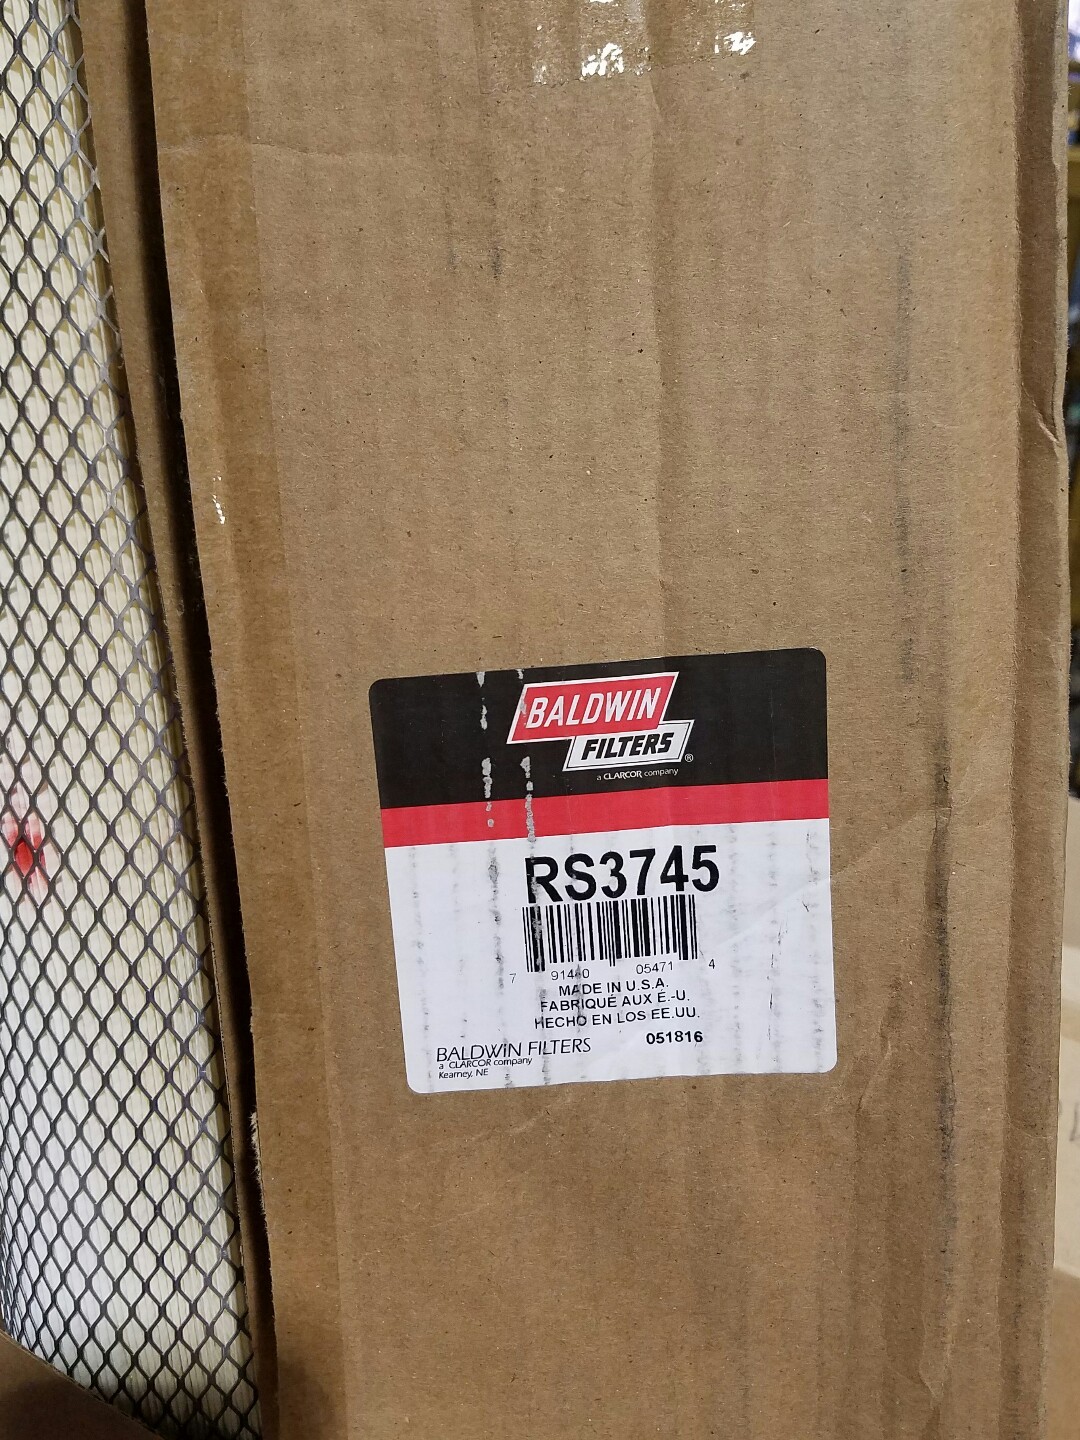 BALDWIN
FILTERS®
a CLARCOR company
RS3745
7 91440 05471 4
MADE IN U.S.A.
FABRIQUÉ AUX É.-U.
HECHO EN LOS EE.UU.
BALDWIN FILTERS 051816
a CLARCOR company
Kearney, NE